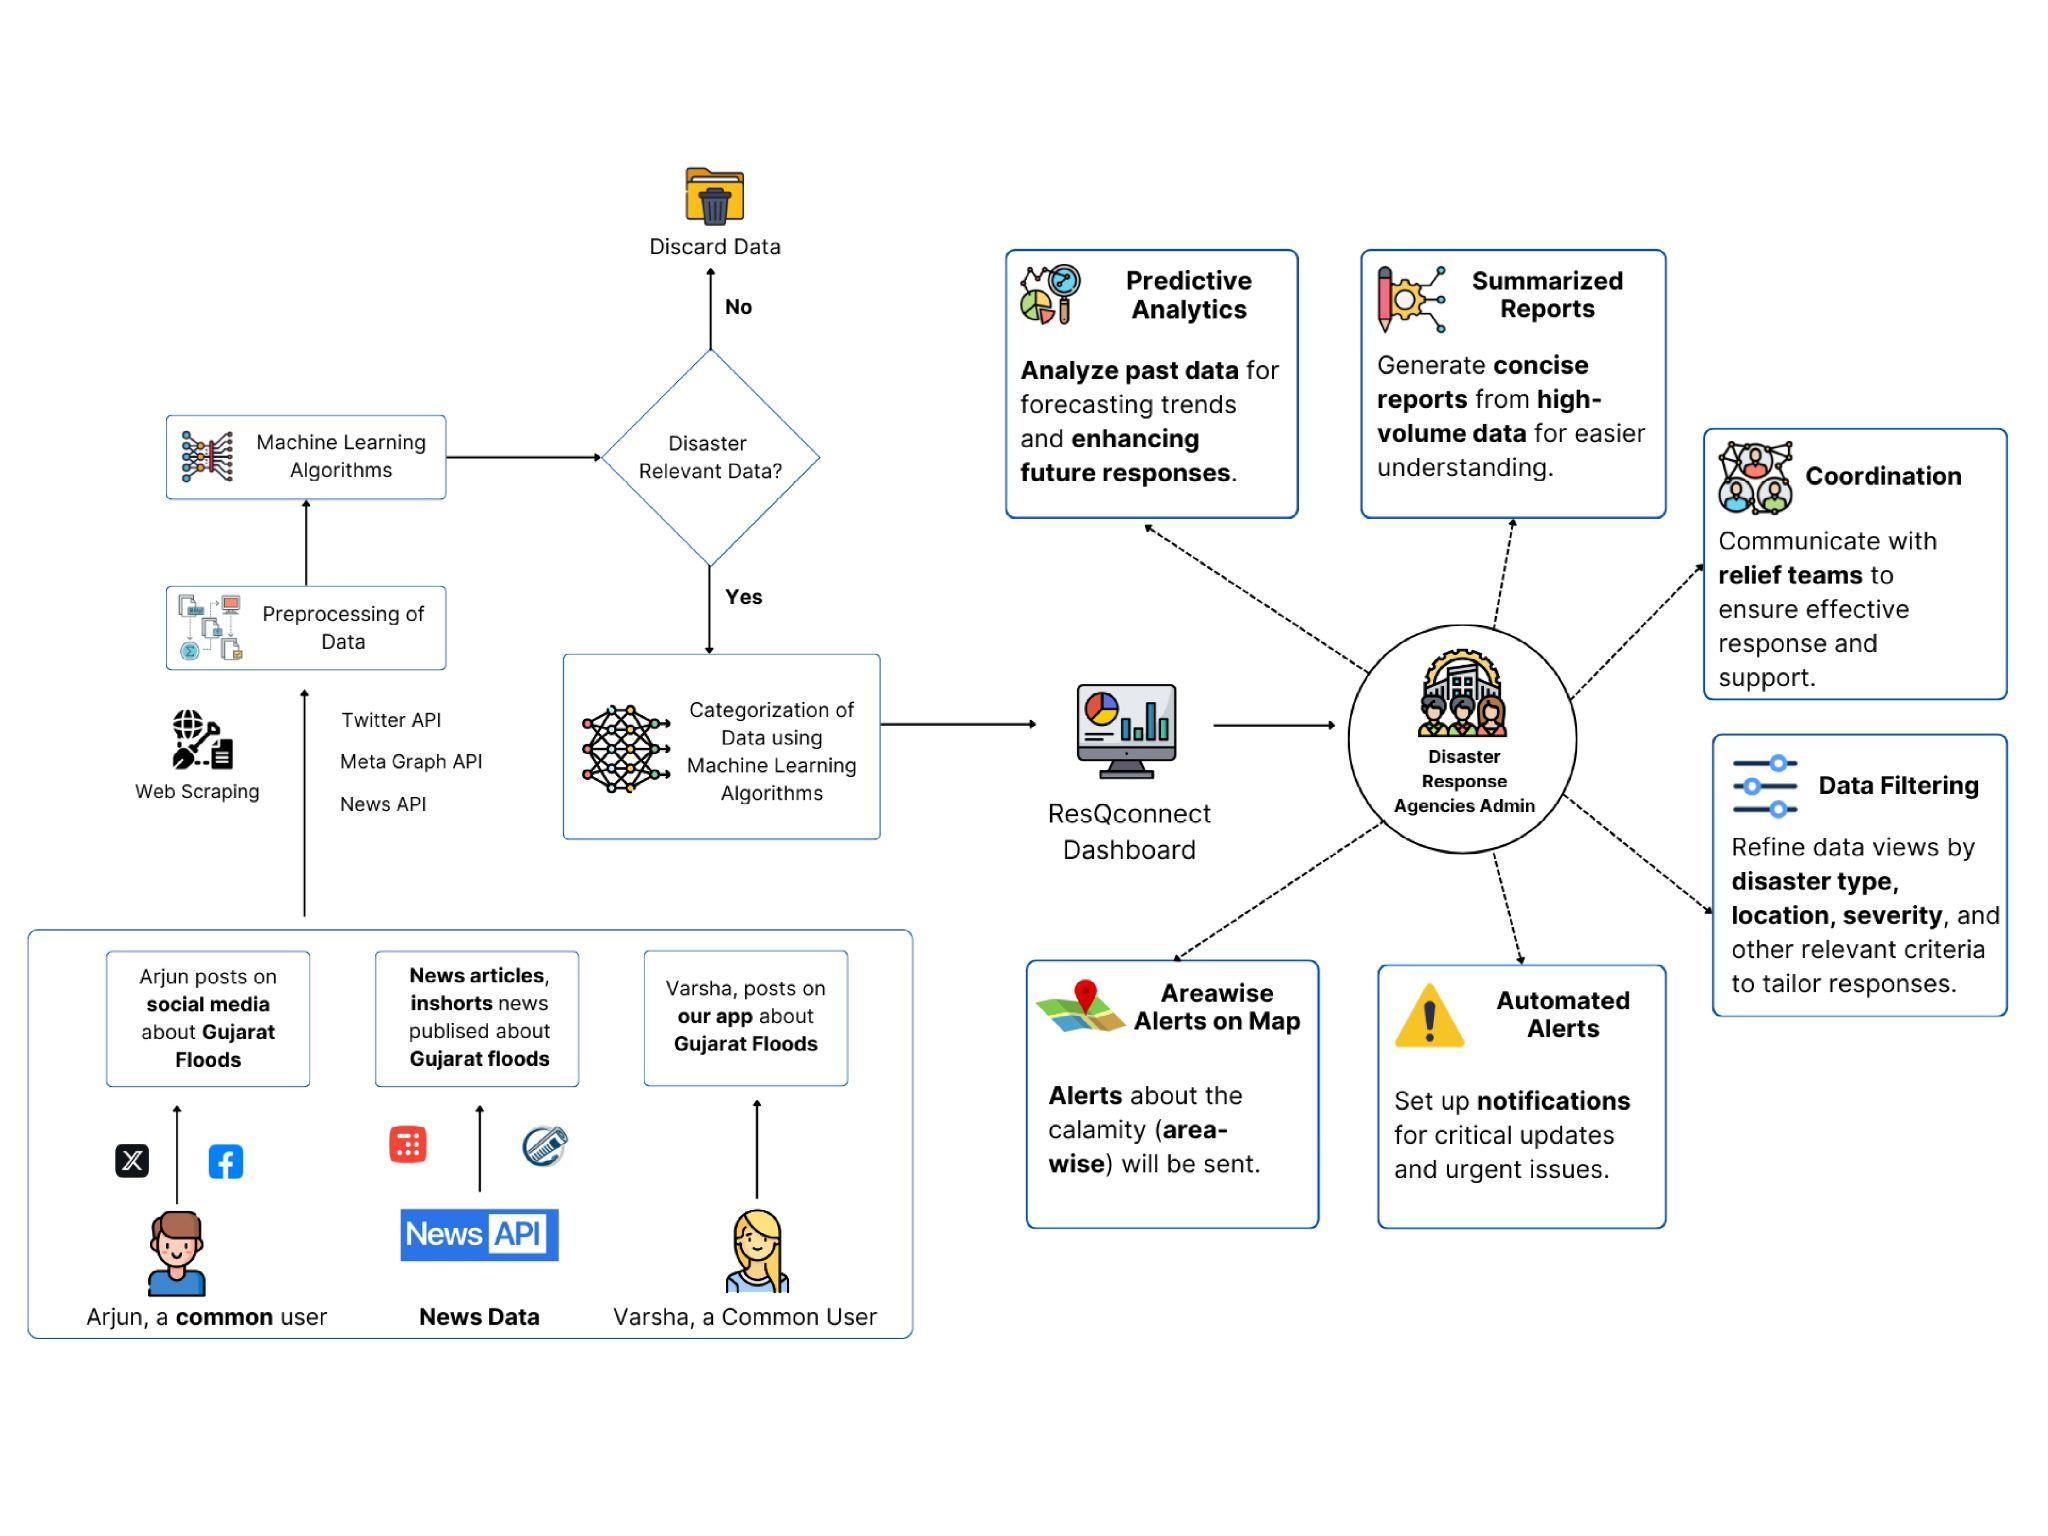 Discard Data
No
Disaster
Relevant Data?
Yes
Machine Learning
Algorithms
Preprocessing of
Data
Web Scraping
Twitter API
Meta Graph API
News API
Categorization of
Data using
Machine Learning
Algorithms
Arjun posts on
social media
about Gujarat
Floods
News articles,
inshorts news
publised about
Gujarat floods
Varsha, posts on
our app about
Gujarat Floods
News API
Arjun, a common user
News Data
Varsha, a Common User
ResQconnect
Dashboard
Disaster
Response
Agencies Admin
Predictive
Analytics
Analyze past data for
forecasting trends
and enhancing
future responses.
Summarized
Reports
Generate concise
reports from high-
volume data for easier
understanding.
Coordination
Communicate with
relief teams to
ensure effective
response and
support.
Data Filtering
Refine data views by
disaster type,
location, severity, and
other relevant criteria
to tailor responses.
Areawise
Alerts on Map
Alerts about the
calamity (area-
wise) will be sent.
Automated
Alerts
Set up notifications
for critical updates
and urgent issues.